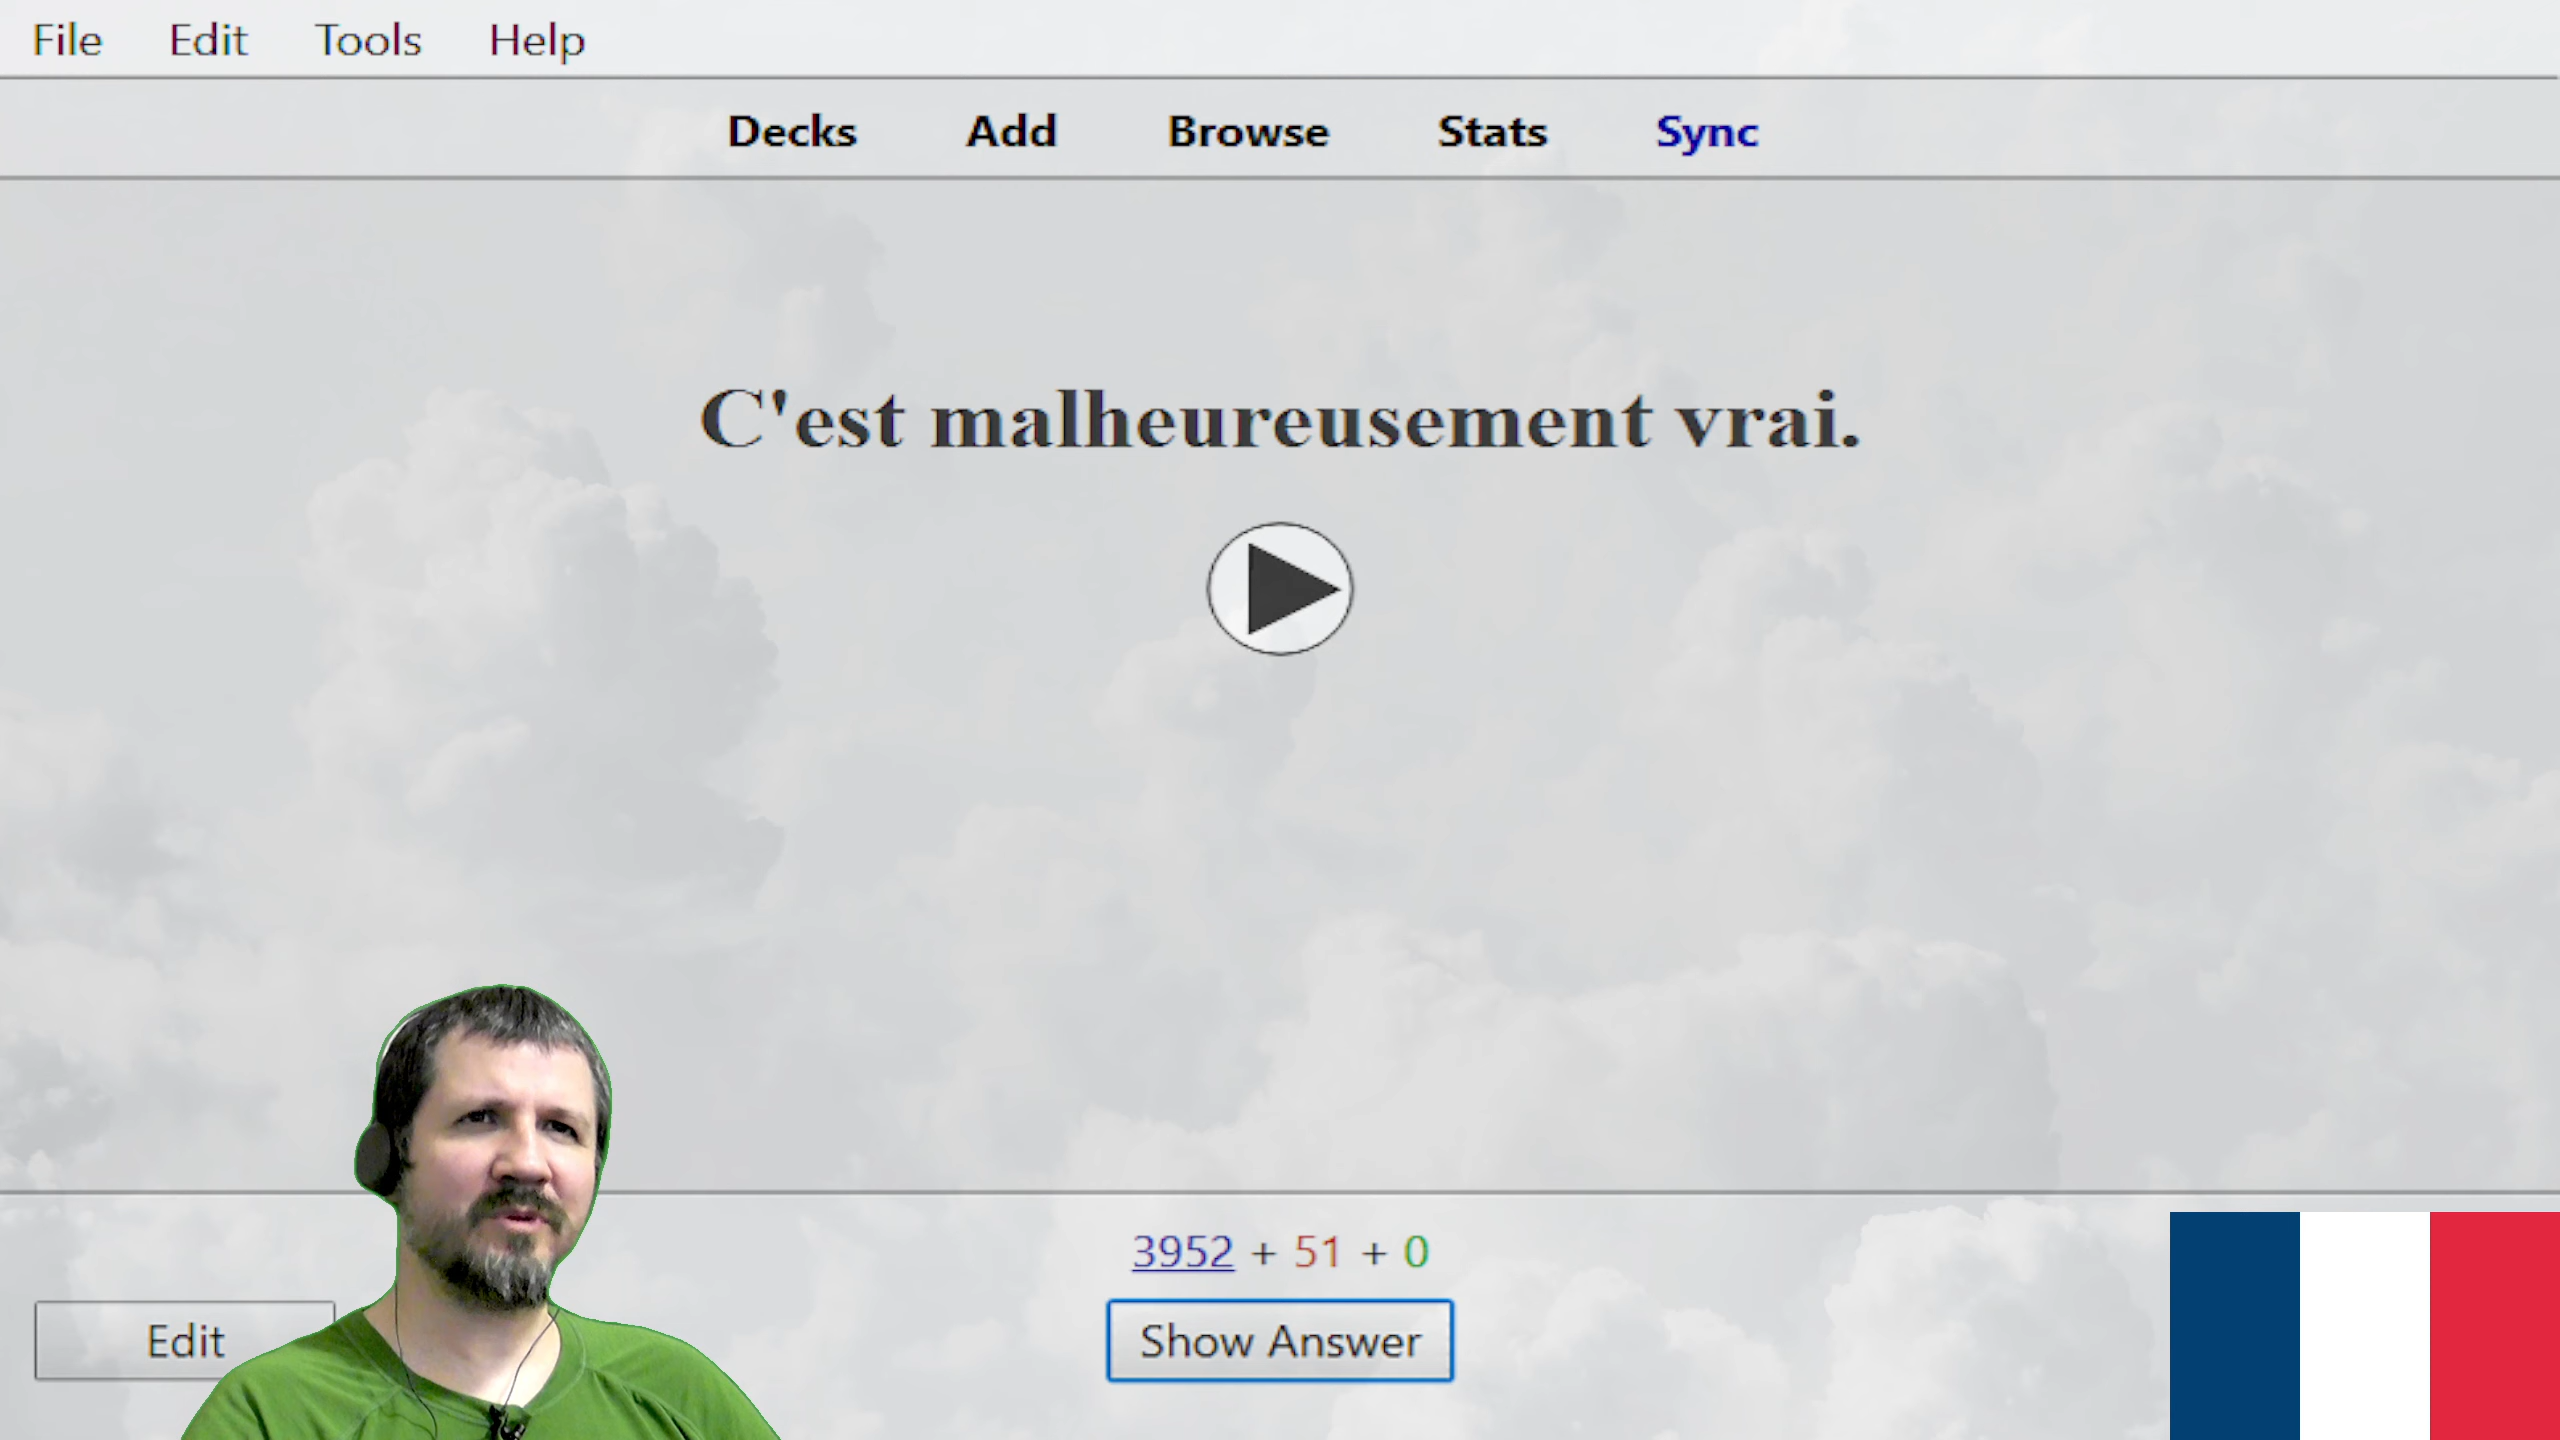 File Edit Tools Help
Decks Add Browse Stats Sync
C'est malheureusement vrai.
3952 + 51 + 0
Edit Show Answer